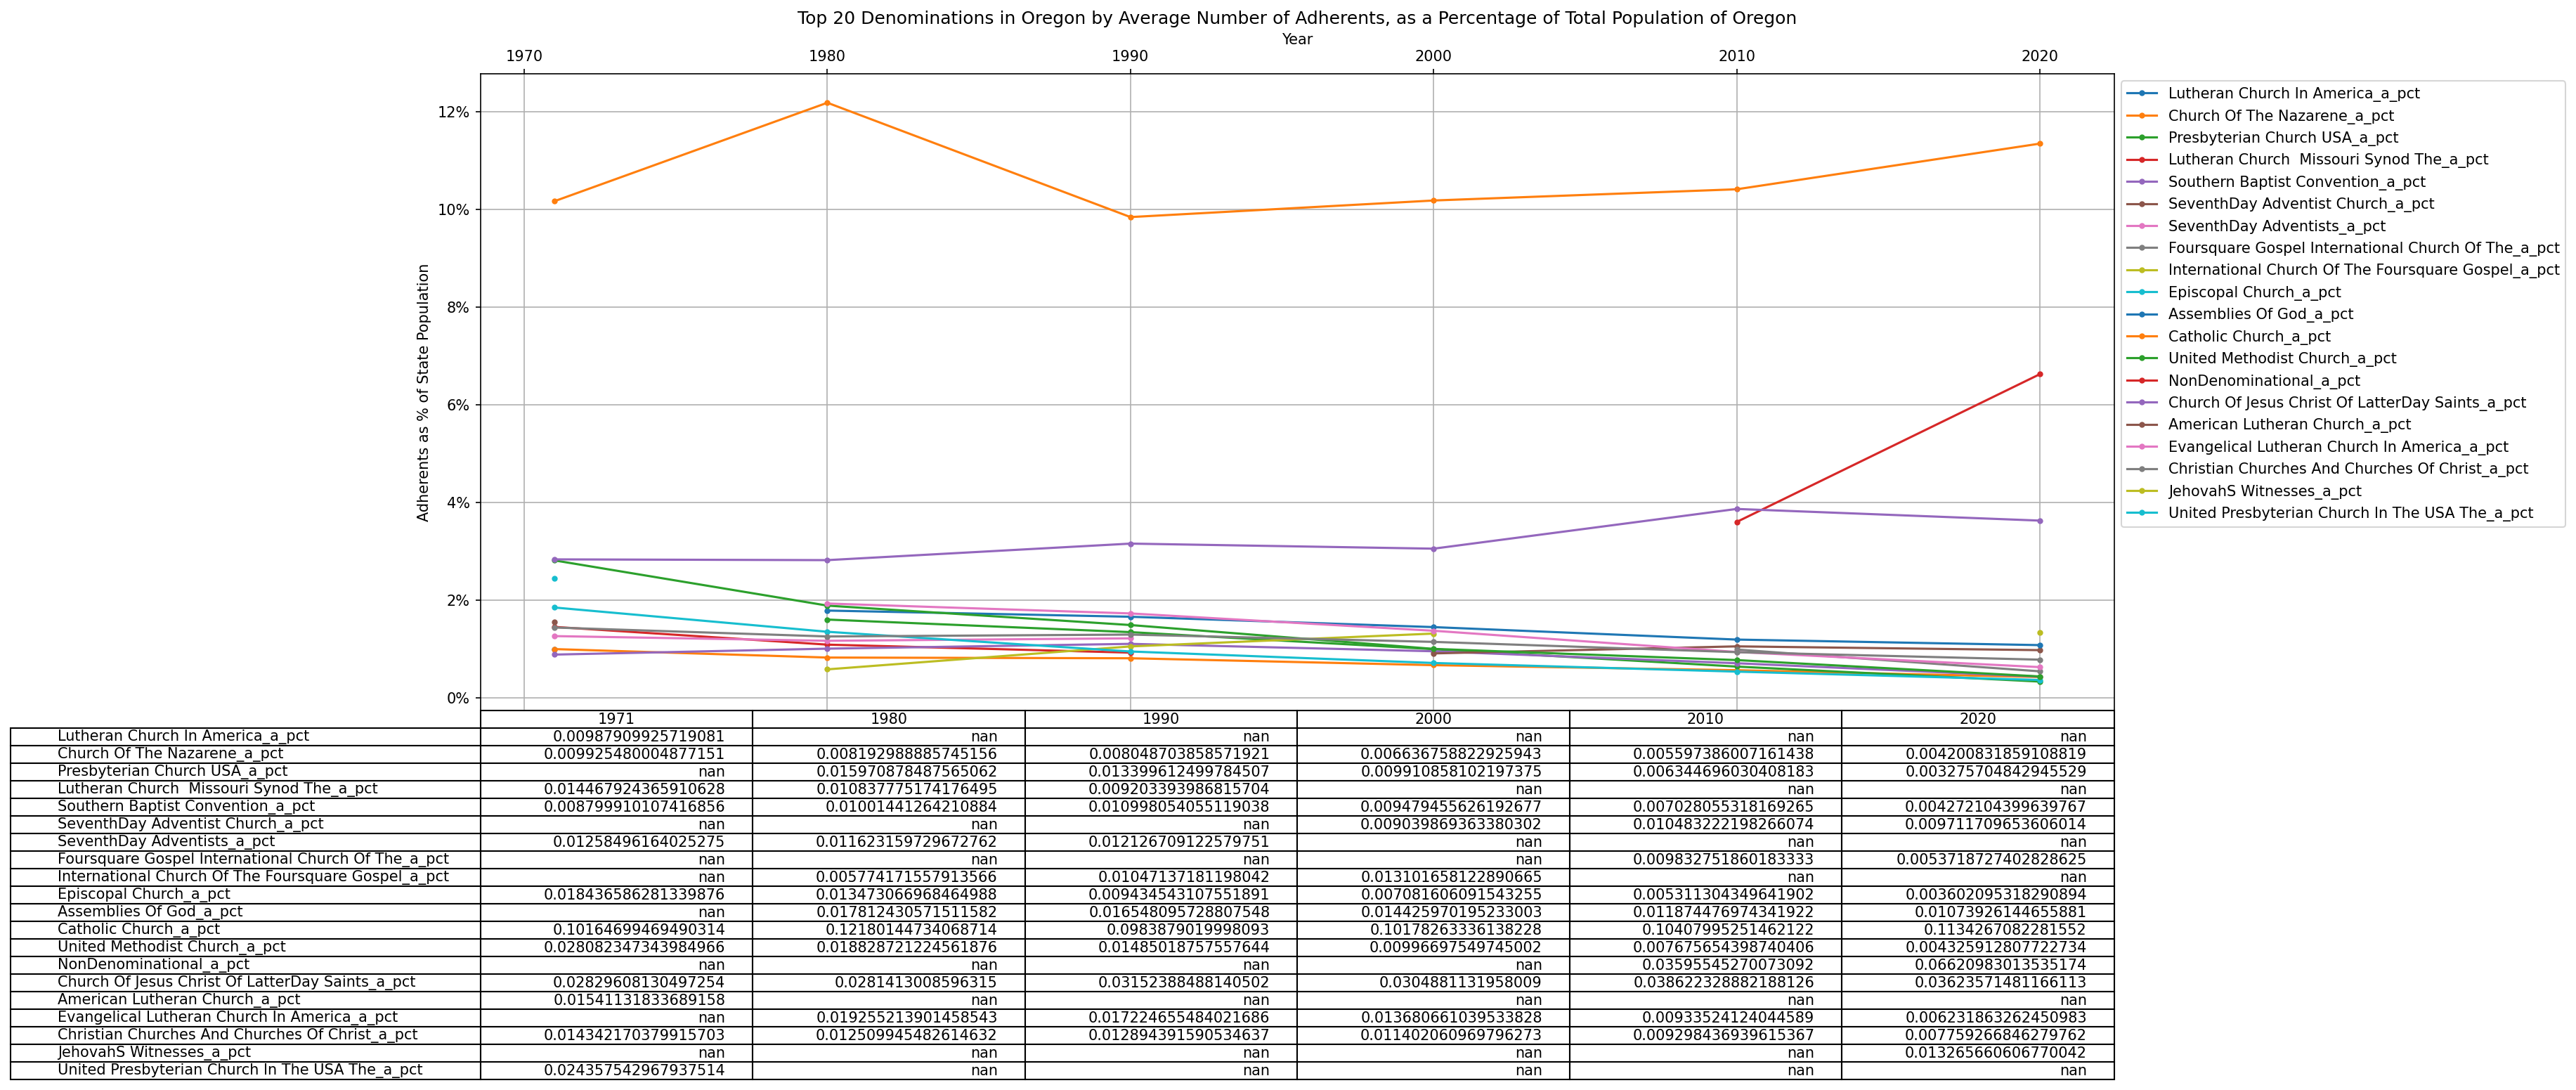 Top 20 Denominations in Oregon by Average Number of Adherents, as a Percentage of Total Population of Oregon
Year
1970 1980 1990 2000 2010 2020
12%
10%
8%
6%
4%
2%
0%
Adherents as % of State Population
Lutheran Church In America_a_pct
Church Of The Nazarene_a_pct
Presbyterian Church USA_a_pct
Lutheran Church  Missouri Synod The_a_pct
Southern Baptist Convention_a_pct
SeventhDay Adventist Church_a_pct
SeventhDay Adventists_a_pct
Foursquare Gospel International Church Of The_a_pct
International Church Of The Foursquare Gospel_a_pct
Episcopal Church_a_pct
Assemblies Of God_a_pct
Catholic Church_a_pct
United Methodist Church_a_pct
NonDenominational_a_pct
Church Of Jesus Christ Of LatterDay Saints_a_pct
American Lutheran Church_a_pct
Evangelical Lutheran Church In America_a_pct
Christian Churches And Churches Of Christ_a_pct
JehovahS Witnesses_a_pct
United Presbyterian Church In The USA The_a_pct
1971 1980 1990 2000 2010 2020
Lutheran Church In America_a_pct 0.00987909925719081 nan nan nan nan nan
Church Of The Nazarene_a_pct 0.009925480004877151 0.008192988885745156 0.008048703858571921 0.006636758822925943 0.005597386007161438 0.004200831859108819
Presbyterian Church USA_a_pct nan 0.015970878487565062 0.013399612499784507 0.009910858102197375 0.006344696030408183 0.003275704842945529
Lutheran Church  Missouri Synod The_a_pct 0.014467924365910628 0.010837775174176495 0.009203393986815704 nan nan nan
Southern Baptist Convention_a_pct 0.008799910107416856 0.01001441264210884 0.010998054055119038 0.009479455626192677 0.007028055318169265 0.004272104399639767
SeventhDay Adventist Church_a_pct nan nan nan 0.009039869363380302 0.010483222198266074 0.009711709653606014
SeventhDay Adventists_a_pct 0.01258496164025275 0.011623159729672762 0.012126709122579751 nan nan nan
Foursquare Gospel International Church Of The_a_pct nan nan nan nan 0.009832751860183333 0.0053718727402828625
International Church Of The Foursquare Gospel_a_pct nan 0.005774171557913566 0.01047137181198042 0.013101658122890665 nan nan
Episcopal Church_a_pct 0.018436586281339876 0.013473066968464988 0.009434543107551891 0.007081606091543255 0.005311304349641902 0.003602095318290894
Assemblies Of God_a_pct nan 0.017812430571511582 0.016548095728807548 0.014425970195233003 0.011874476974341922 0.01073926144655881
Catholic Church_a_pct 0.10164699469490314 0.12180144734068714 0.0983879019998093 0.10178263336138228 0.10407995251462122 0.1134267082281552
United Methodist Church_a_pct 0.028082347343984966 0.018828721224561876 0.0148501875755​7644 0.00996697549745002 0.007675654398740406 0.004325912807722734
NonDenominational_a_pct nan nan nan nan 0.03595545270073092 0.06620983013535174
Church Of Jesus Christ Of LatterDay Saints_a_pct 0.02829608130497254 0.0281413008596315 0.03152388488140502 0.0304881131958009 0.038622328882188126 0.03623571481166113
American Lutheran Church_a_pct 0.01541131833689158 nan nan nan nan nan
Evangelical Lutheran Church In America_a_pct nan 0.019255213901458543 0.017224655484021686 0.013680661039533828 0.00933524124044589 0.006231863262450983
Christian Churches And Churches Of Christ_a_pct 0.014342170379915703 0.012509945482614632 0.012894391590534637 0.011402060969796273 0.009298436939615367 0.007759266846279762
JehovahS Witnesses_a_pct nan nan nan nan nan 0.013265660606770042
United Presbyterian Church In The USA The_a_pct 0.024357542967937514 nan nan nan nan nan